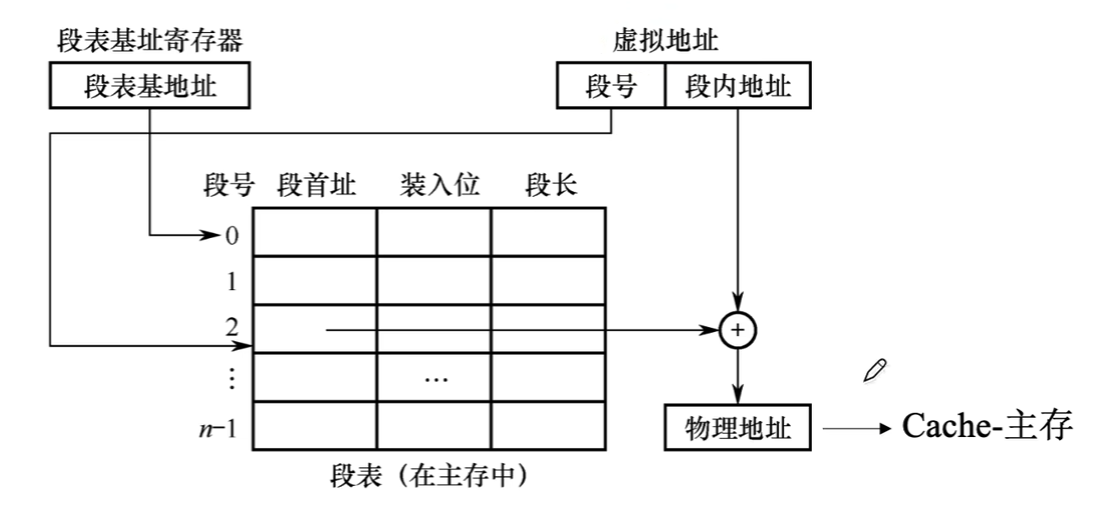 段表基址寄存器
虚拟地址
段表基地址
段号 段内地址
段号 段首址 装入位 段长
0
1
2
+
⋮ …
n-1
物理地址
Cache-主存
段表（在主存中）